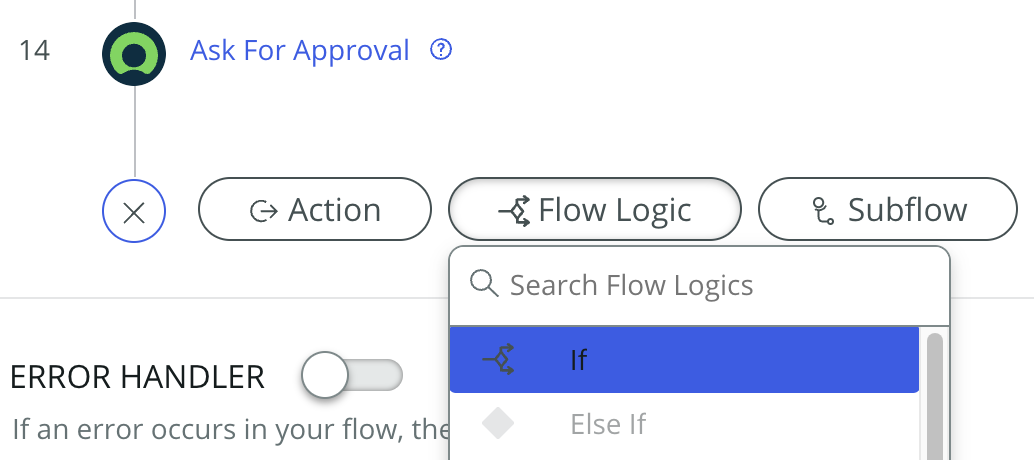 14 Ask For Approval
Action Flow Logic Subflow
Search Flow Logics
If
ERROR HANDLER
Else If
If an error occurs in your flow, the